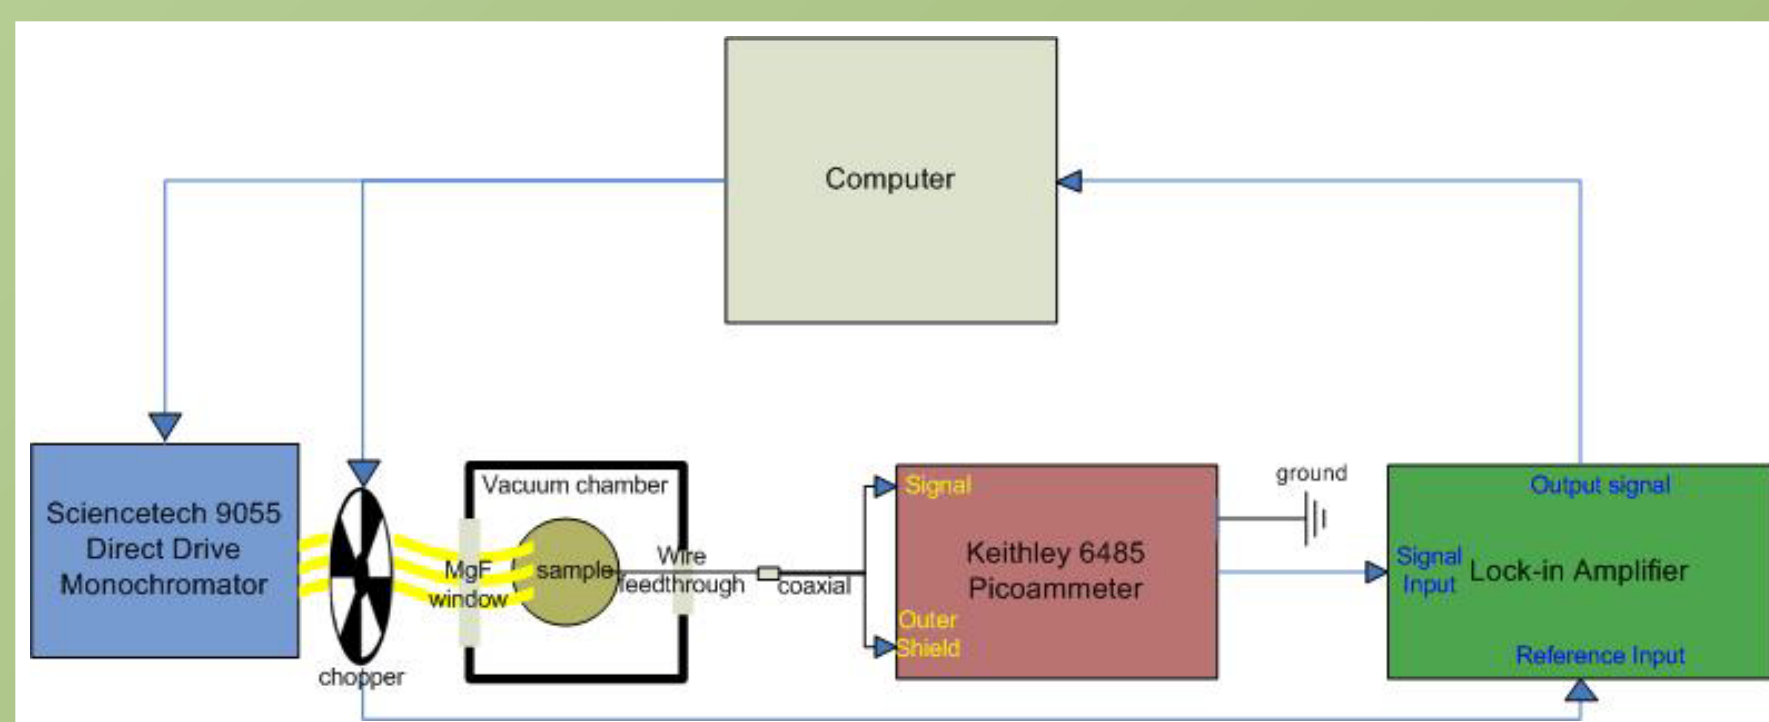 Computer
Sciencetech 9055
Direct Drive
Monochromator
chopper
MgF
window
Vacuum chamber
sample
Wire
feedthrough
coaxial
Signal
Keithley 6485
Picoammeter
Outer
Shield
ground
Output signal
Signal
Input
Lock-in Amplifier
Reference Input